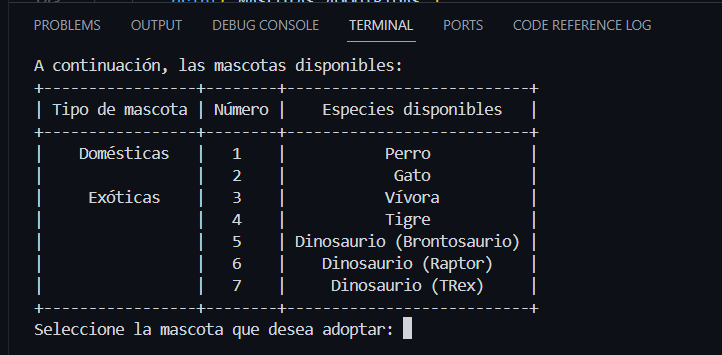 PROBLEMS OUTPUT DEBUG CONSOLE TERMINAL PORTS CODE REFERENCE LOG
A continuación, las mascotas disponibles:
+-----------------+--------+---------------------------+
| Tipo de mascota | Número | Especies disponibles |
+-----------------+--------+---------------------------+
| Domésticas | 1 | Perro |
| | 2 | Gato |
| Exóticas | 3 | Vívora |
| | 4 | Tigre |
| | 5 | Dinosaurio (Brontosaurio) |
| | 6 | Dinosaurio (Raptor) |
| | 7 | Dinosaurio (TRex) |
+-----------------+--------+---------------------------+
Seleccione la mascota que desea adoptar: